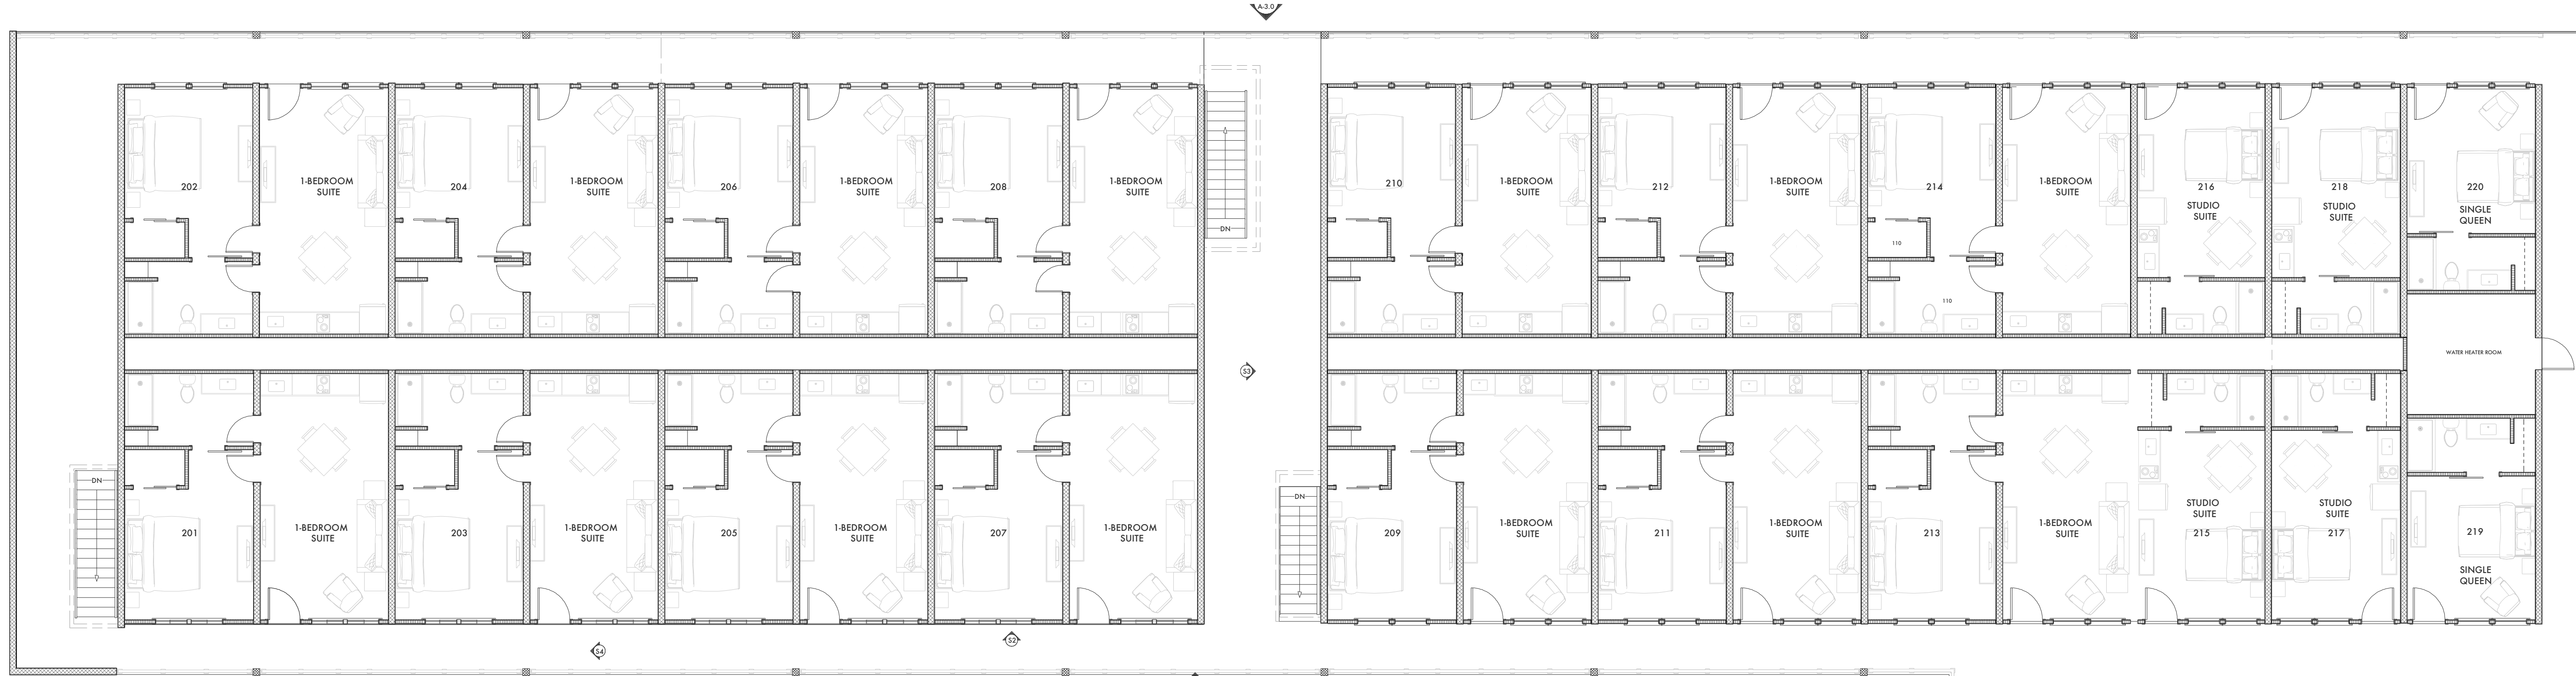 A-3.0
1-BEDROOM
SUITE
1-BEDROOM
SUITE
1-BEDROOM
SUITE
1-BEDROOM
SUITE
1-BEDROOM
SUITE
1-BEDROOM
SUITE
1-BEDROOM
SUITE
202
204
206
208
210
212
214
216
218
220
STUDIO
SUITE
STUDIO
SUITE
SINGLE
QUEEN
DN
110
110
WATER HEATER ROOM
S3
DN
DN
1-BEDROOM
SUITE
1-BEDROOM
SUITE
1-BEDROOM
SUITE
1-BEDROOM
SUITE
1-BEDROOM
SUITE
1-BEDROOM
SUITE
1-BEDROOM
SUITE
STUDIO
SUITE
STUDIO
SUITE
201
203
205
207
209
211
213
215
217
219
SINGLE
QUEEN
S4
S2